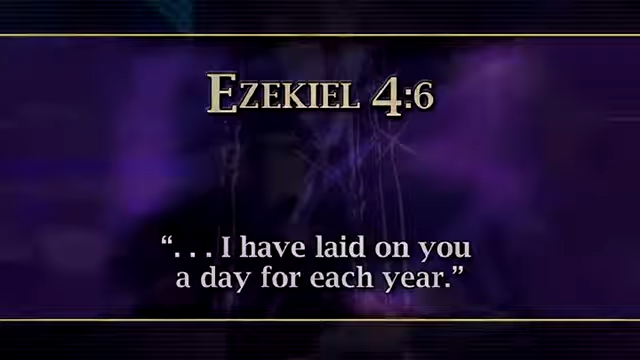 Ezekiel 4:6
“. . . I have laid on you
a day for each year.”